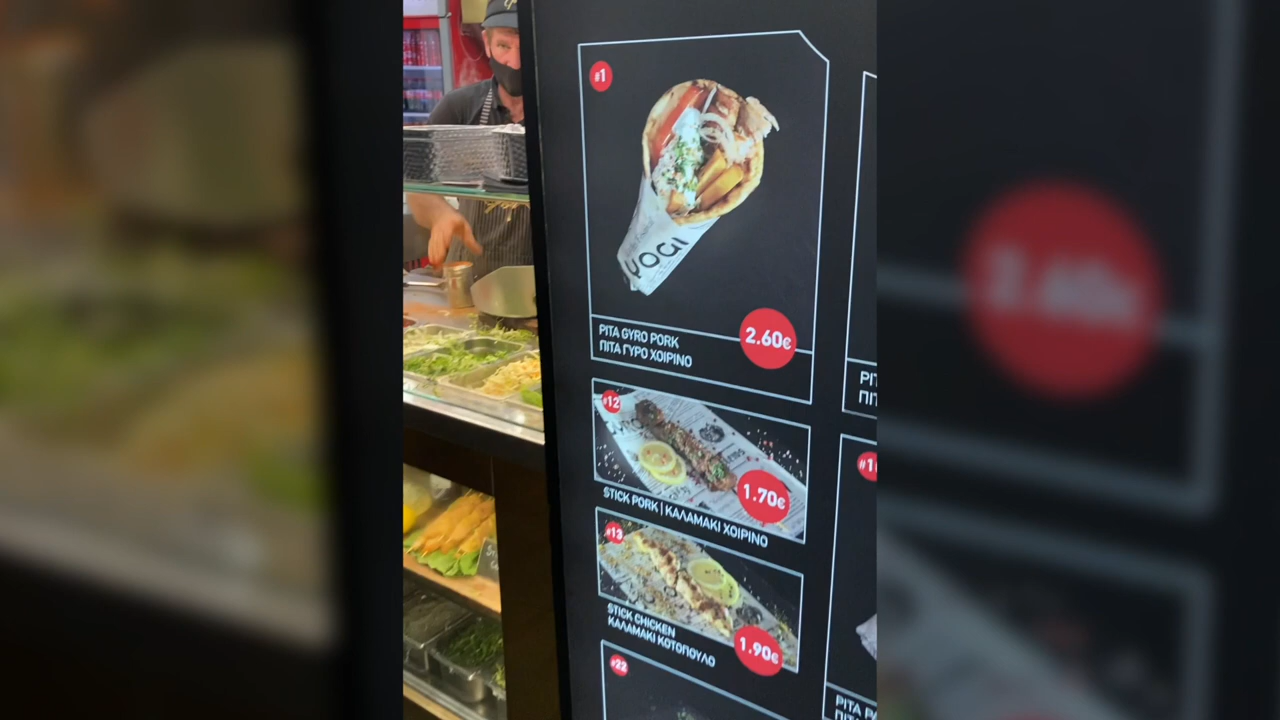 #1
YOGI
PITA GYRO PORK
ΠΙΤΑ ΓΥΡΟ ΧΟΙΡΙΝΟ
2.60€
#12
1.70€
STICK PORK | ΚΑΛΑΜΑΚΙ ΧΟΙΡΙΝΟ
#13
STICK CHICKEN
ΚΑΛΑΜΑΚΙ ΚΟΤΟΠΟΥΛΟ
1.90€
#22